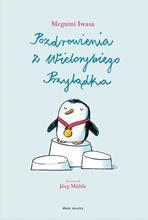 Megumi Iwasa
Pozdrowienia
z Wielorybiego
Przylądka
ilustrował
Jörg Mühle
dwie siostry